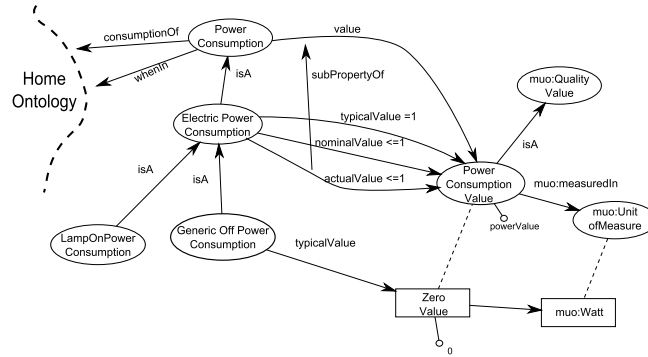 consumptionOf
Power
Consumption
value
whenIn
Home
Ontology
isA
subPropertyOf
muo:Quality
Value
Electric Power
Consumption
typicalValue =1
nominalValue <=1
actualValue <=1
isA
isA
isA
Power
Consumption
Value
muo:measuredIn
powerValue
muo:Unit
ofMeasure
LampOnPower
Consumption
Generic Off Power
Consumption
typicalValue
Zero
Value
muo:Watt
0